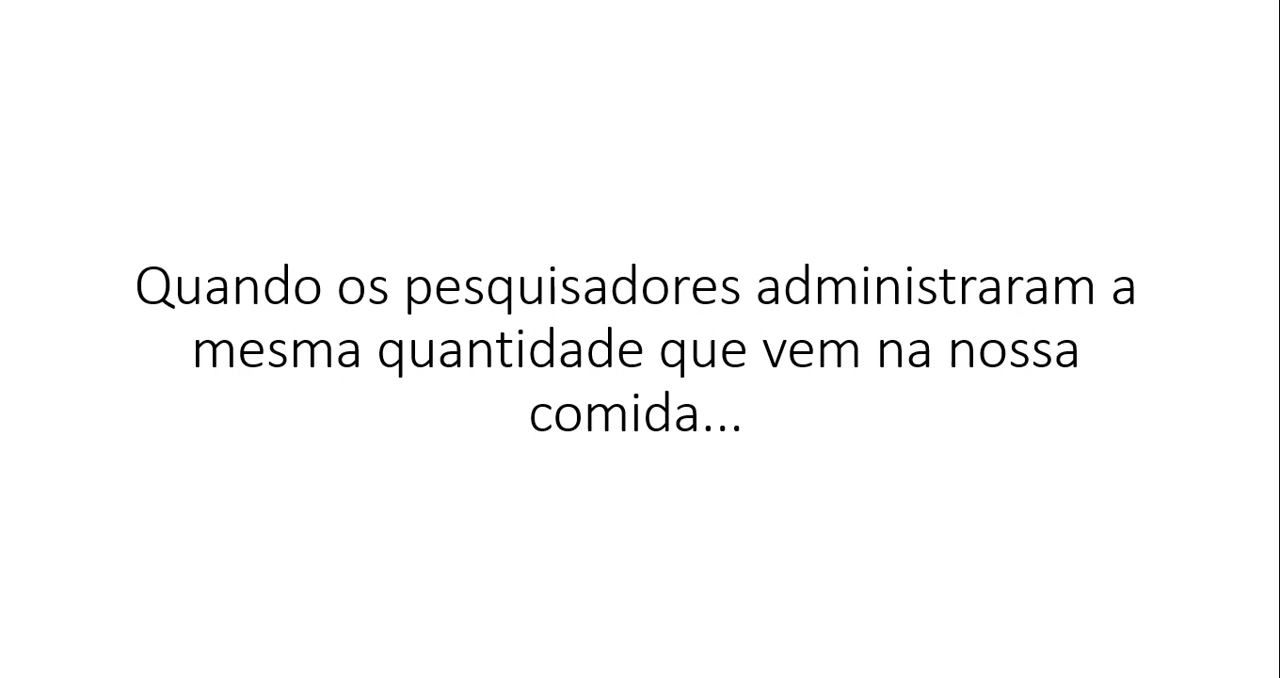 Quando os pesquisadores administraram a
mesma quantidade que vem na nossa
comida...